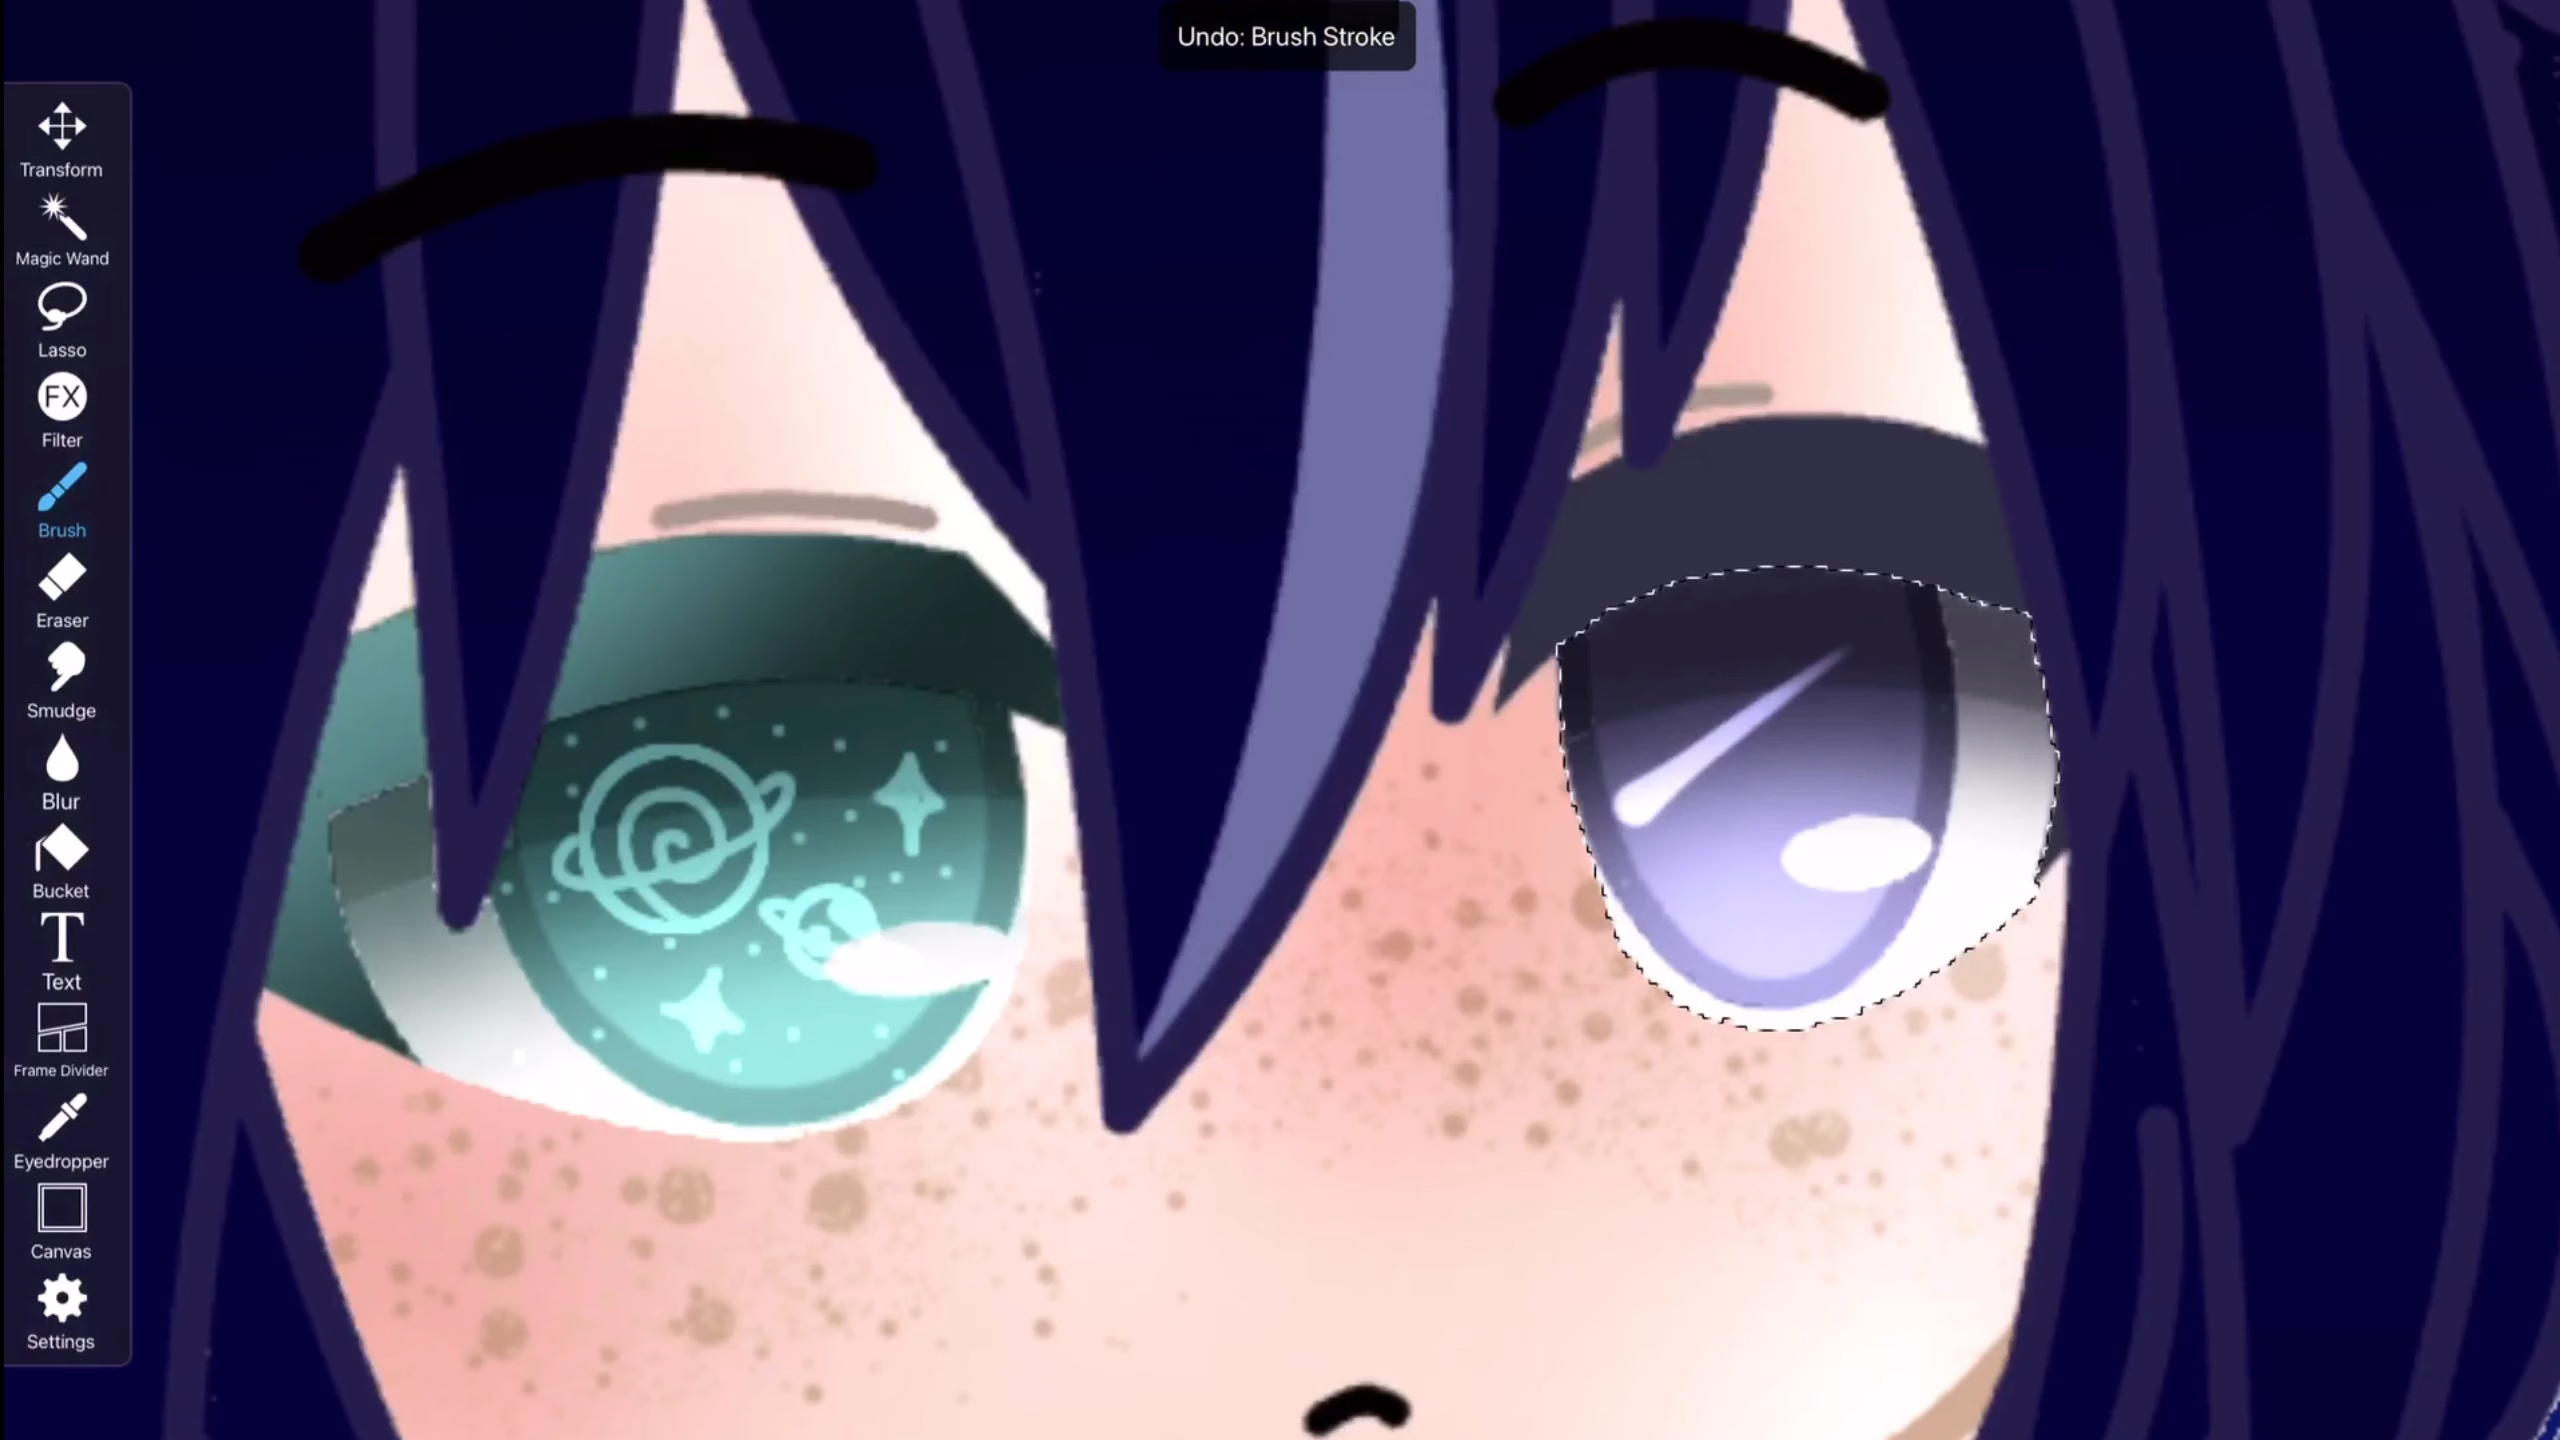 Undo: Brush Stroke
Transform
Magic Wand
Lasso
FX
Filter
Brush
Eraser
Smudge
Blur
Bucket
T
Text
Frame Divider
Eyedropper
Canvas
Settings